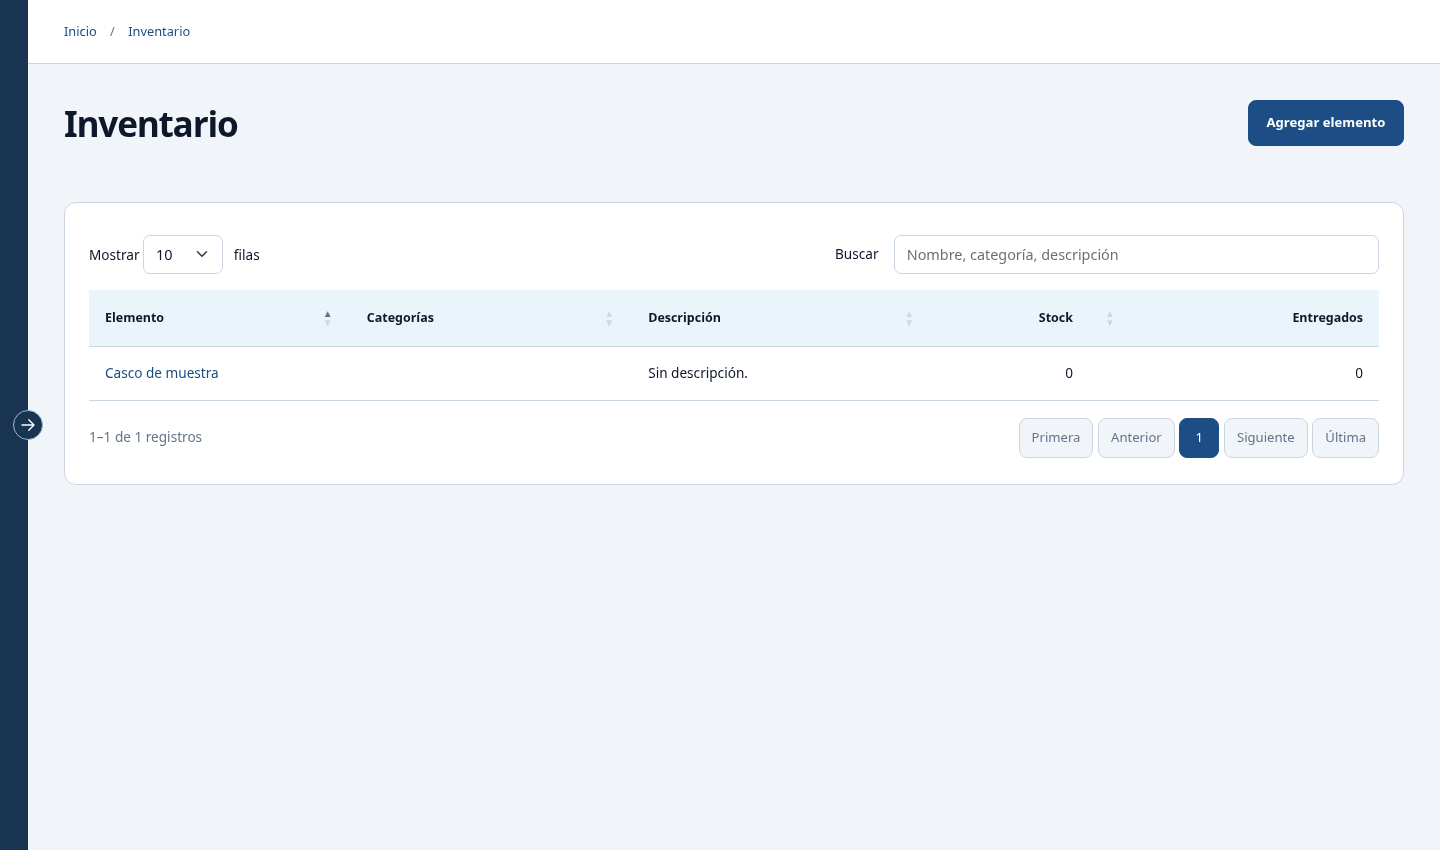 Inicio / Inventario
Inventario
Agregar elemento
Mostrar 10 filas
Buscar Nombre, categoría, descripción
Elemento Categorías Descripción Stock Entregados
Casco de muestra Sin descripción. 0 0
1–1 de 1 registros
Primera Anterior 1 Siguiente Última